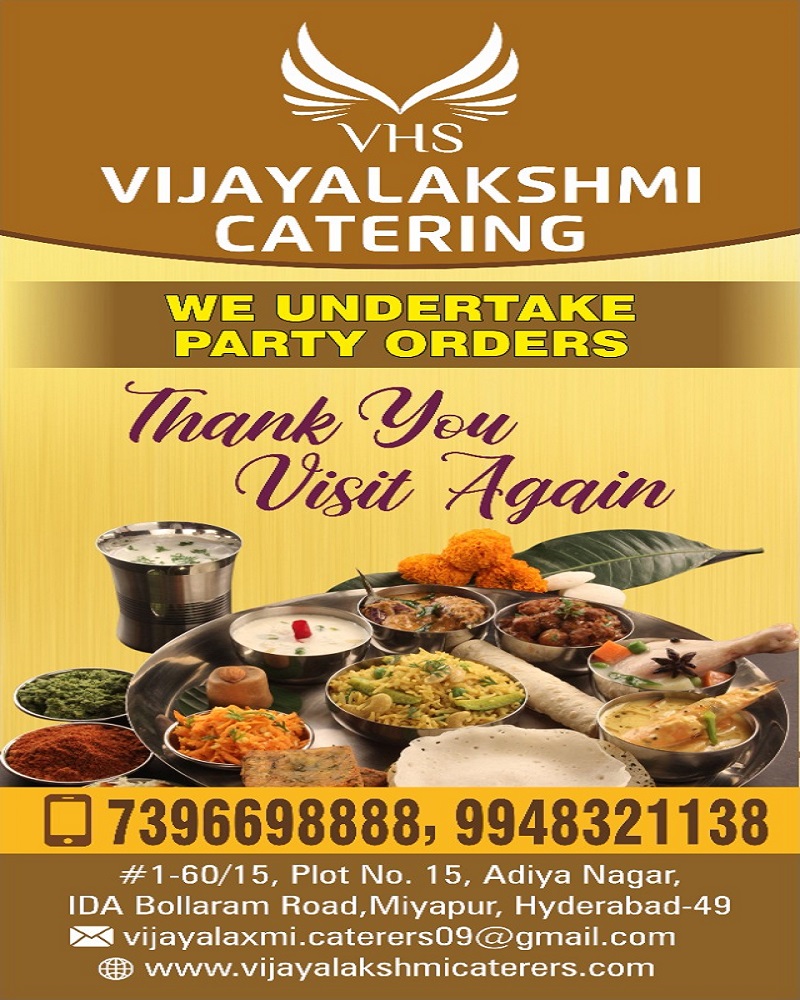 VHS
VIJAYALAKSHMI
CATERING
WE UNDERTAKE
PARTY ORDERS
Thank You
Visit Again
7396698888, 9948321138
#1-60/15, Plot No. 15, Adiya Nagar,
IDA Bollaram Road,Miyapur, Hyderabad-49
vijayalaxmi.caterers09@gmail.com
www.vijayalakshmicaterers.com